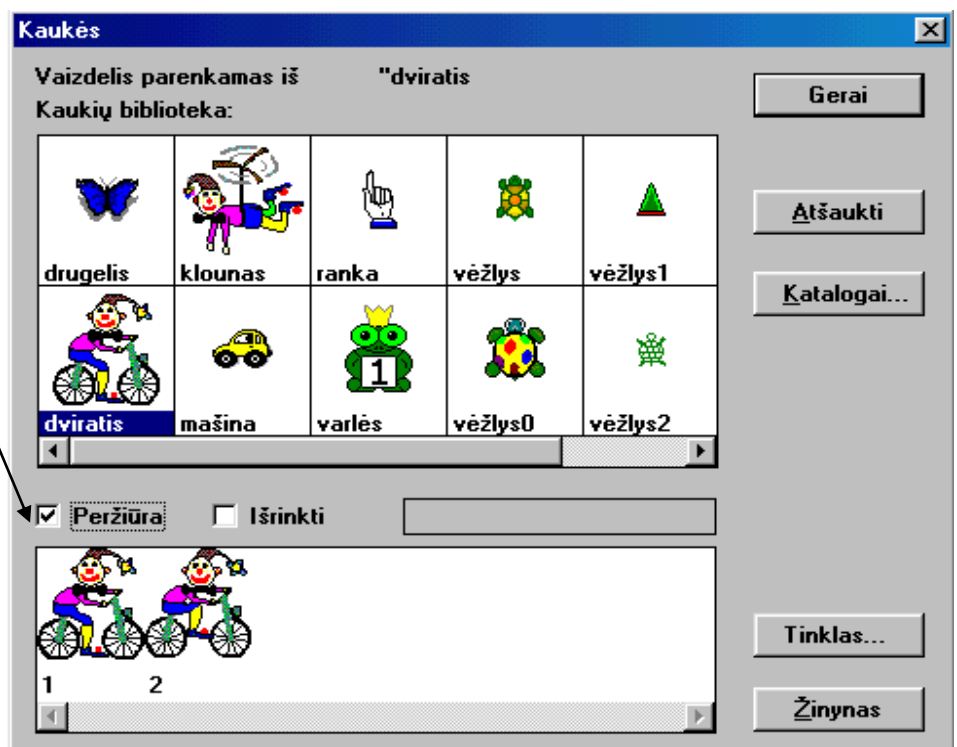 Kaukės
Vaizdelis parenkamas iš "dviratis
Kaukių biblioteka:
Gerai
drugelis klounas ranka vėžlys vėžlys1
Atšaukti
Katalogai...
1
dviratis mašina varlės vėžlys0 vėžlys2
Peržiūra Išrinkti
1 2
Tinklas...
Žinynas